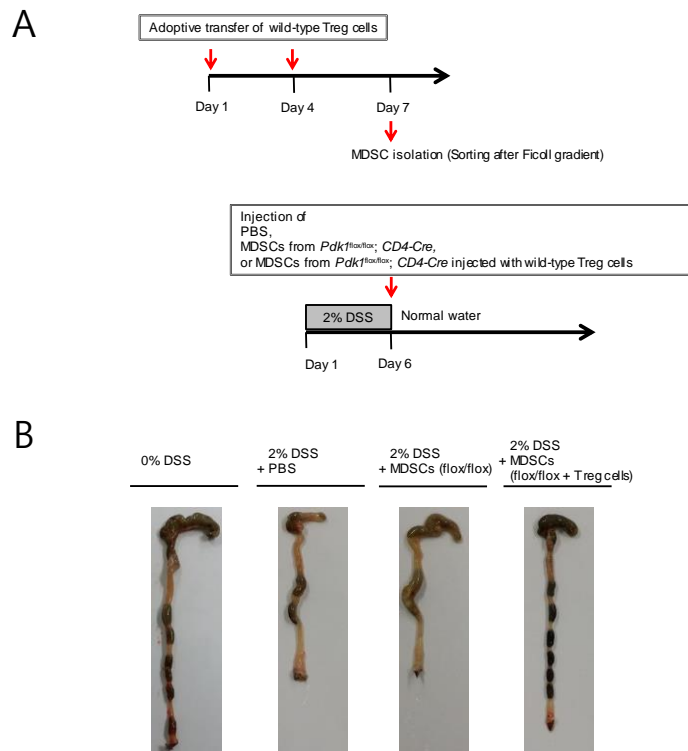 A
Adoptive transfer of wild-type Treg cells
Day 1
Day 4
Day 7
MDSC isolation (Sorting after Ficoll gradient)
Injection of
PBS,
MDSCs from Pdk1flox/flox; CD4-Cre,
or MDSCs from Pdk1flox/flox; CD4-Cre injected with wild-type Treg cells
2% DSS
Normal water
Day 1
Day 6
B
0% DSS
2% DSS
+ PBS
2% DSS
+ MDSCs (flox/flox)
2% DSS
+ MDSCs
(flox/flox + Treg cells)